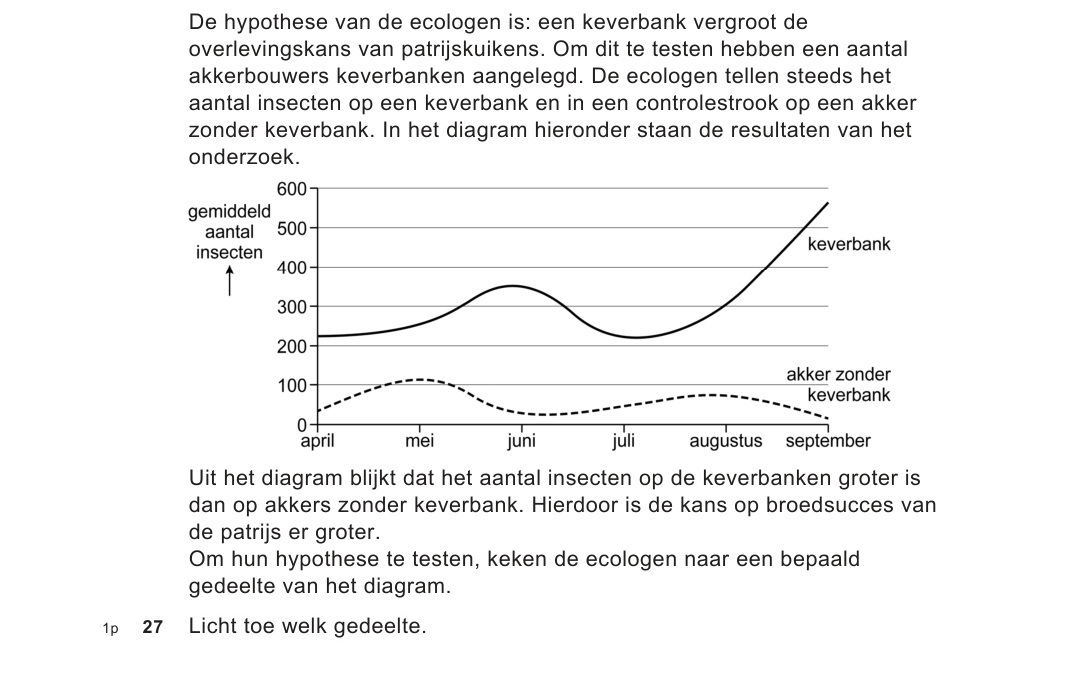 De hypothese van de ecologen is: een keverbank vergroot de
overlevingskans van patrijskuikens. Om dit te testen hebben een aantal
akkerbouwers keverbanken aangelegd. De ecologen tellen steeds het
aantal insecten op een keverbank en in een controlestrook op een akker
zonder keverbank. In het diagram hieronder staan de resultaten van het
onderzoek.
600
gemiddeld
aantal
insecten
500
400
300
200
100
0
keverbank
akker zonder
keverbank
april mei juni juli augustus september
Uit het diagram blijkt dat het aantal insecten op de keverbanken groter is
dan op akkers zonder keverbank. Hierdoor is de kans op broedsucces van
de patrijs er groter.
Om hun hypothese te testen, keken de ecologen naar een bepaald
gedeelte van het diagram.
1p 27 Licht toe welk gedeelte.